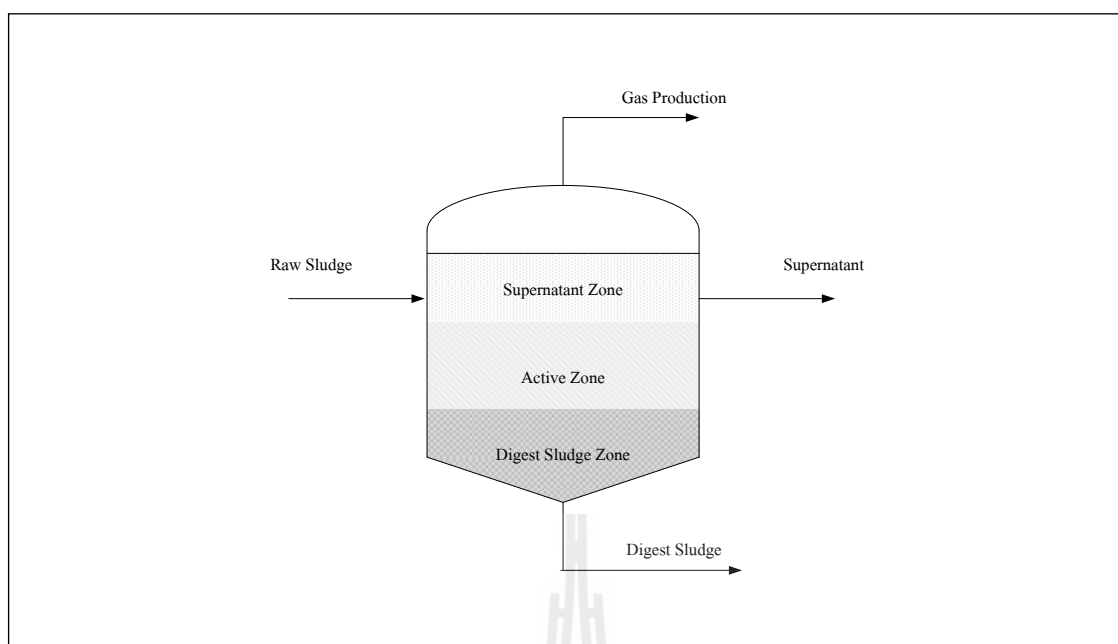 Gas Production
Raw Sludge
Supernatant
Supernatant Zone
Active Zone
Digest Sludge Zone
Digest Sludge